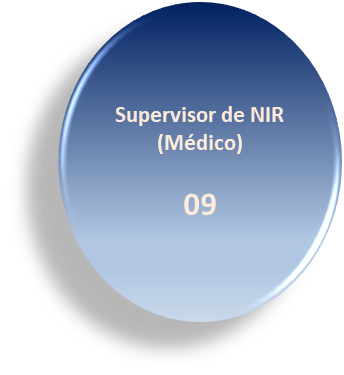 Supervisor de NIR
(Médico)
09